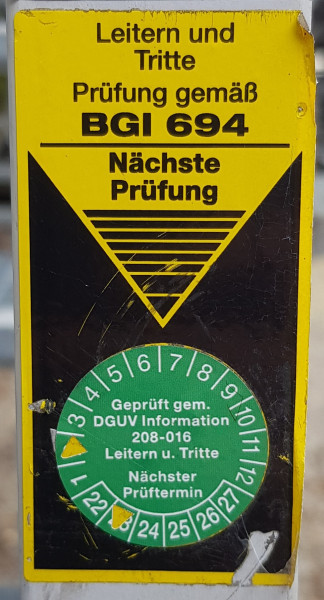 Leitern und
Tritte
Prüfung gemäß
BGI 694
Nächste
Prüfung
1 3 4 5 6 7 8 9 10 11 12
Geprüft gem.
DGUV Information
208-016
Leitern u. Tritte
Nächster
Prüftermin
22 24 25 26 27